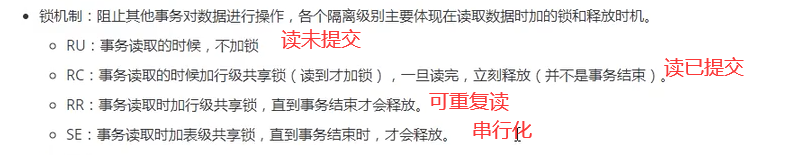 锁机制：阻止其他事务对数据进行操作，各个隔离级别主要体现在读取数据时加的锁和释放时机。
RU：事务读取的时候，不加锁 读未提交
RC：事务读取的时候加行级共享锁（读到才加锁），一旦读完，立刻释放（并不是事务结束）。读已提交
RR：事务读取时加行级共享锁，直到事务结束才会释放。可重复读
SE：事务读取时加表级共享锁，直到事务结束时，才会释放。 串行化